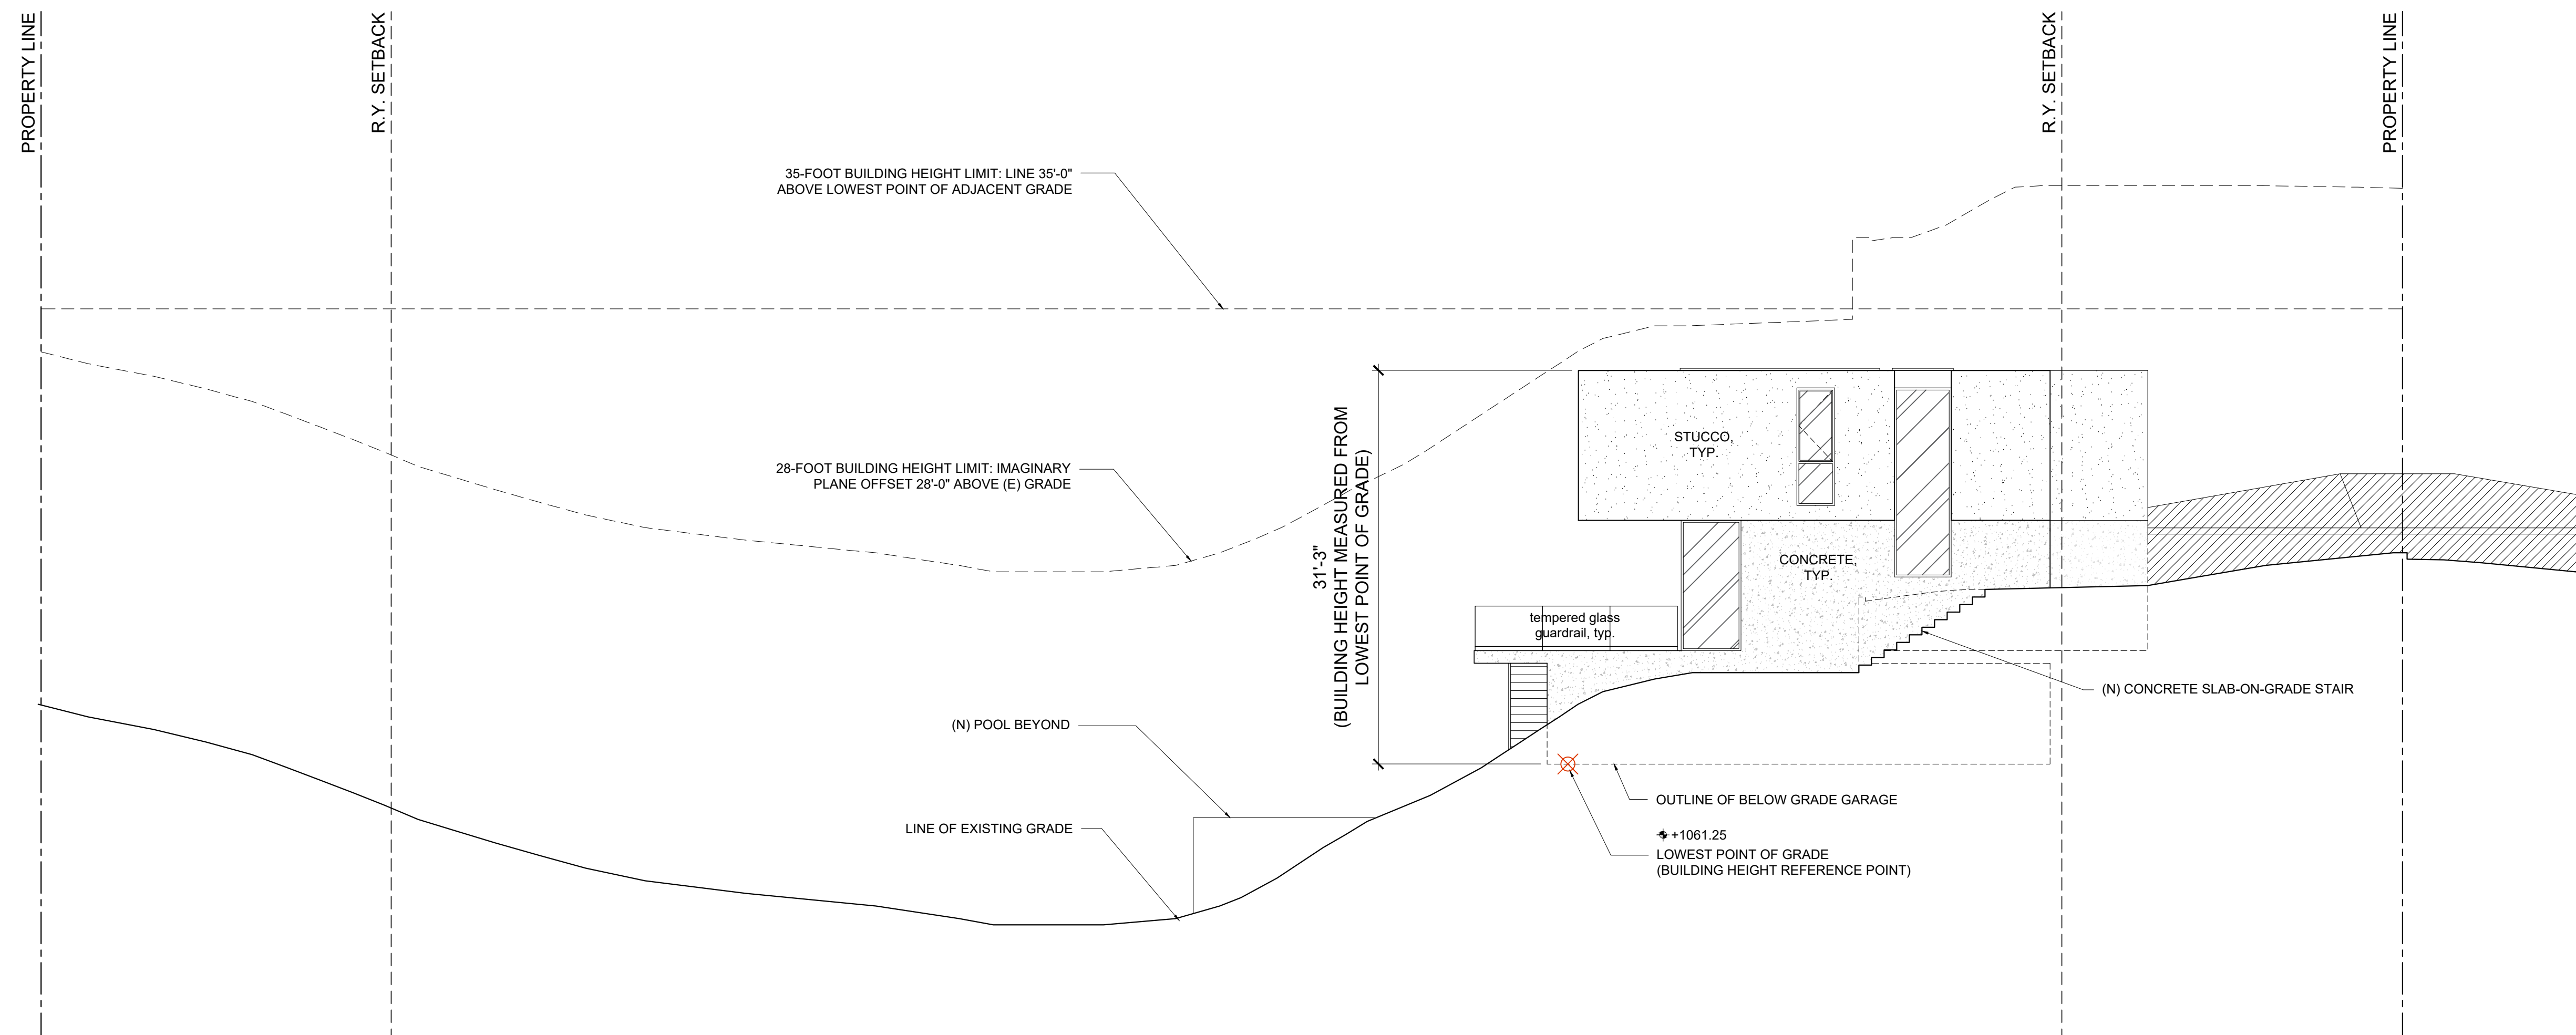 PROPERTY LINE
R.Y. SETBACK
R.Y. SETBACK
PROPERTY LINE
35-FOOT BUILDING HEIGHT LIMIT: LINE 35'-0"
ABOVE LOWEST POINT OF ADJACENT GRADE
28-FOOT BUILDING HEIGHT LIMIT: IMAGINARY
PLANE OFFSET 28'-0" ABOVE (E) GRADE
31'-3"
(BUILDING HEIGHT MEASURED FROM
LOWEST POINT OF GRADE)
STUCCO,
TYP.
CONCRETE,
TYP.
tempered glass
guardrail, typ.
(N) CONCRETE SLAB-ON-GRADE STAIR
(N) POOL BEYOND
LINE OF EXISTING GRADE
OUTLINE OF BELOW GRADE GARAGE
+1061.25
LOWEST POINT OF GRADE
(BUILDING HEIGHT REFERENCE POINT)